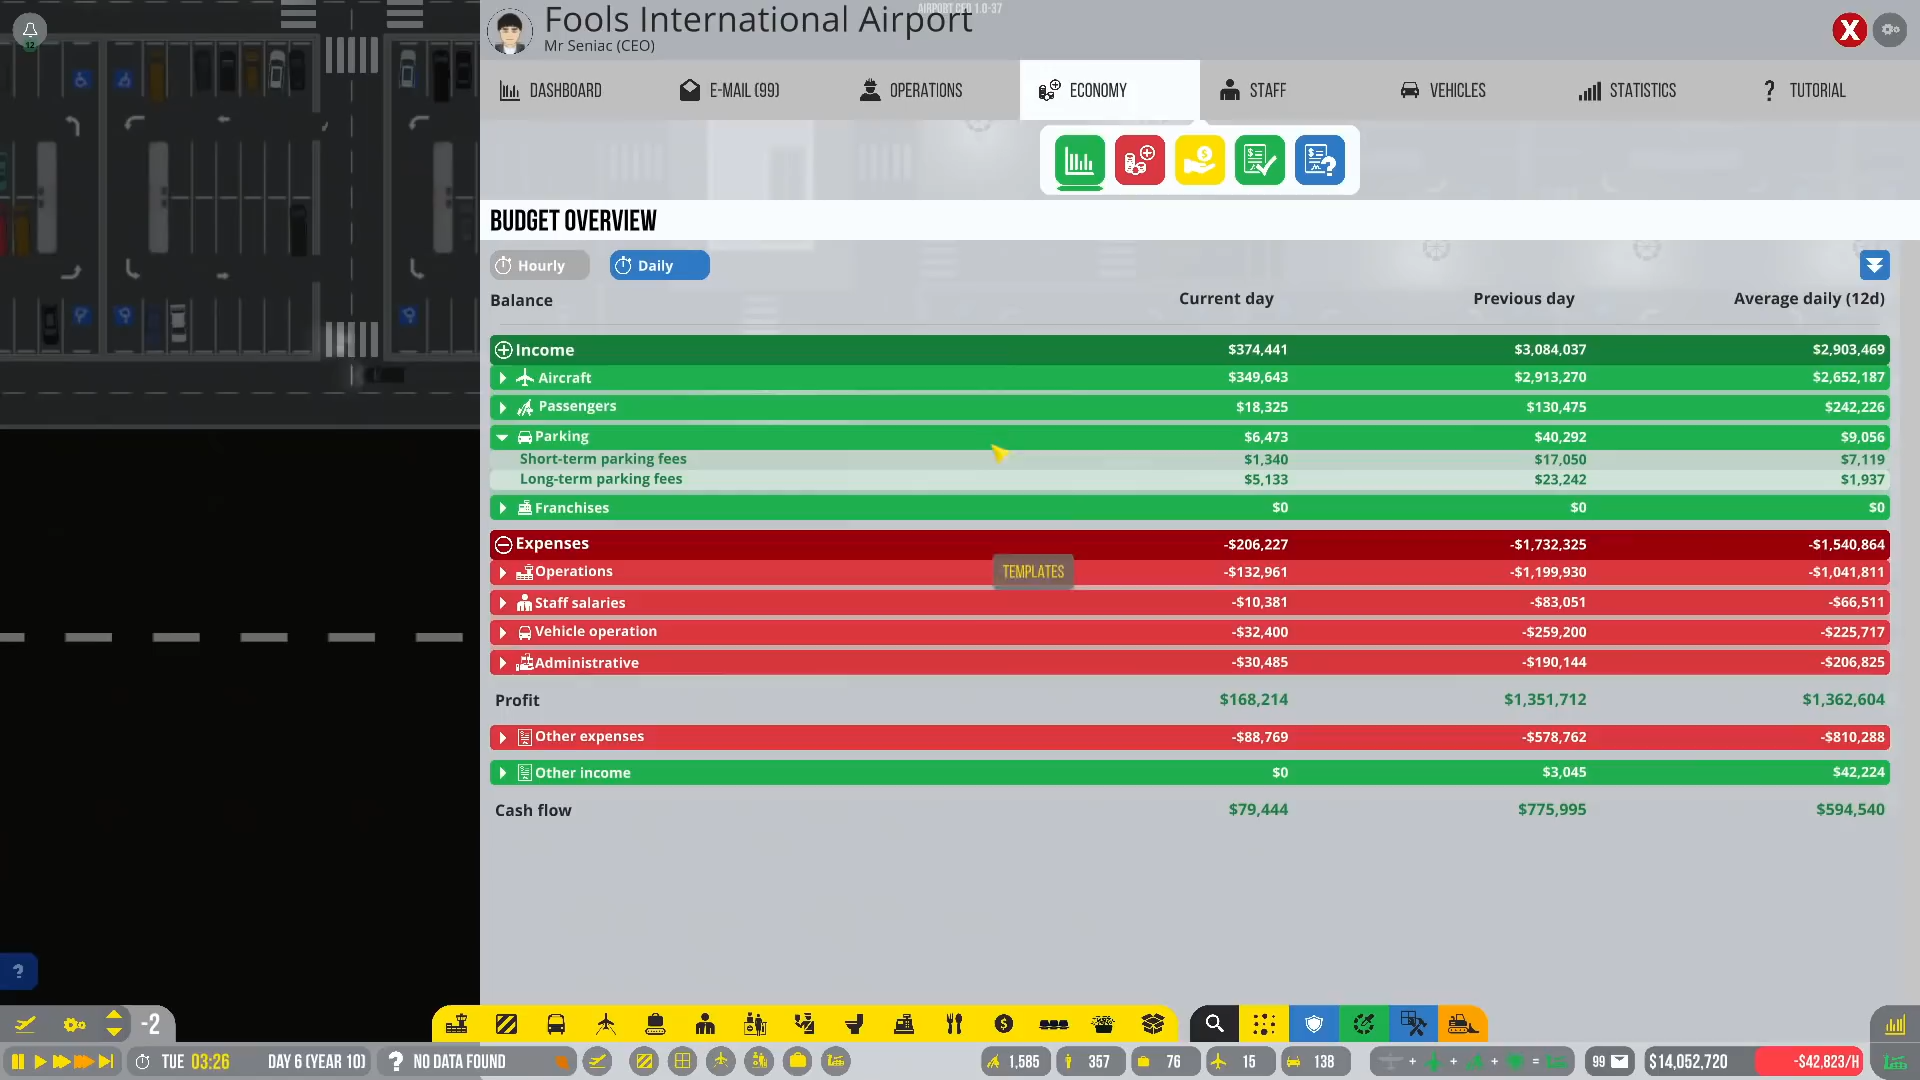 AIRPORT CEO 1.0-37
Fools International Airport
Mr Seniac (CEO)
X
12
DASHBOARD
E-MAIL (99)
OPERATIONS
ECONOMY
STAFF
VEHICLES
STATISTICS
? TUTORIAL
BUDGET OVERVIEW
Hourly
Daily
Balance Current day Previous day Average daily (12d)
Income $374,441 $3,084,037 $2,903,469
Aircraft $349,643 $2,913,270 $2,652,187
Passengers $18,325 $130,475 $242,226
Parking $6,473 $40,292 $9,056
Short-term parking fees $1,340 $17,050 $7,119
Long-term parking fees $5,133 $23,242 $1,937
Franchises $0 $0 $0
Expenses -$206,227 -$1,732,325 -$1,540,864
TEMPLATES
Operations -$132,961 -$1,199,930 -$1,041,811
Staff salaries -$10,381 -$83,051 -$66,511
Vehicle operation -$32,400 -$259,200 -$225,717
Administrative -$30,485 -$190,144 -$206,825
Profit $168,214 $1,351,712 $1,362,604
Other expenses -$88,769 -$578,762 -$810,288
Other income $0 $3,045 $42,224
Cash flow $79,444 $775,995 $594,540
?
-2
TUE 03:26 DAY 6 (YEAR 10) ? NO DATA FOUND 1,585 357 76 15 138 + + + = 99 $14,052,720 -$42,823/H